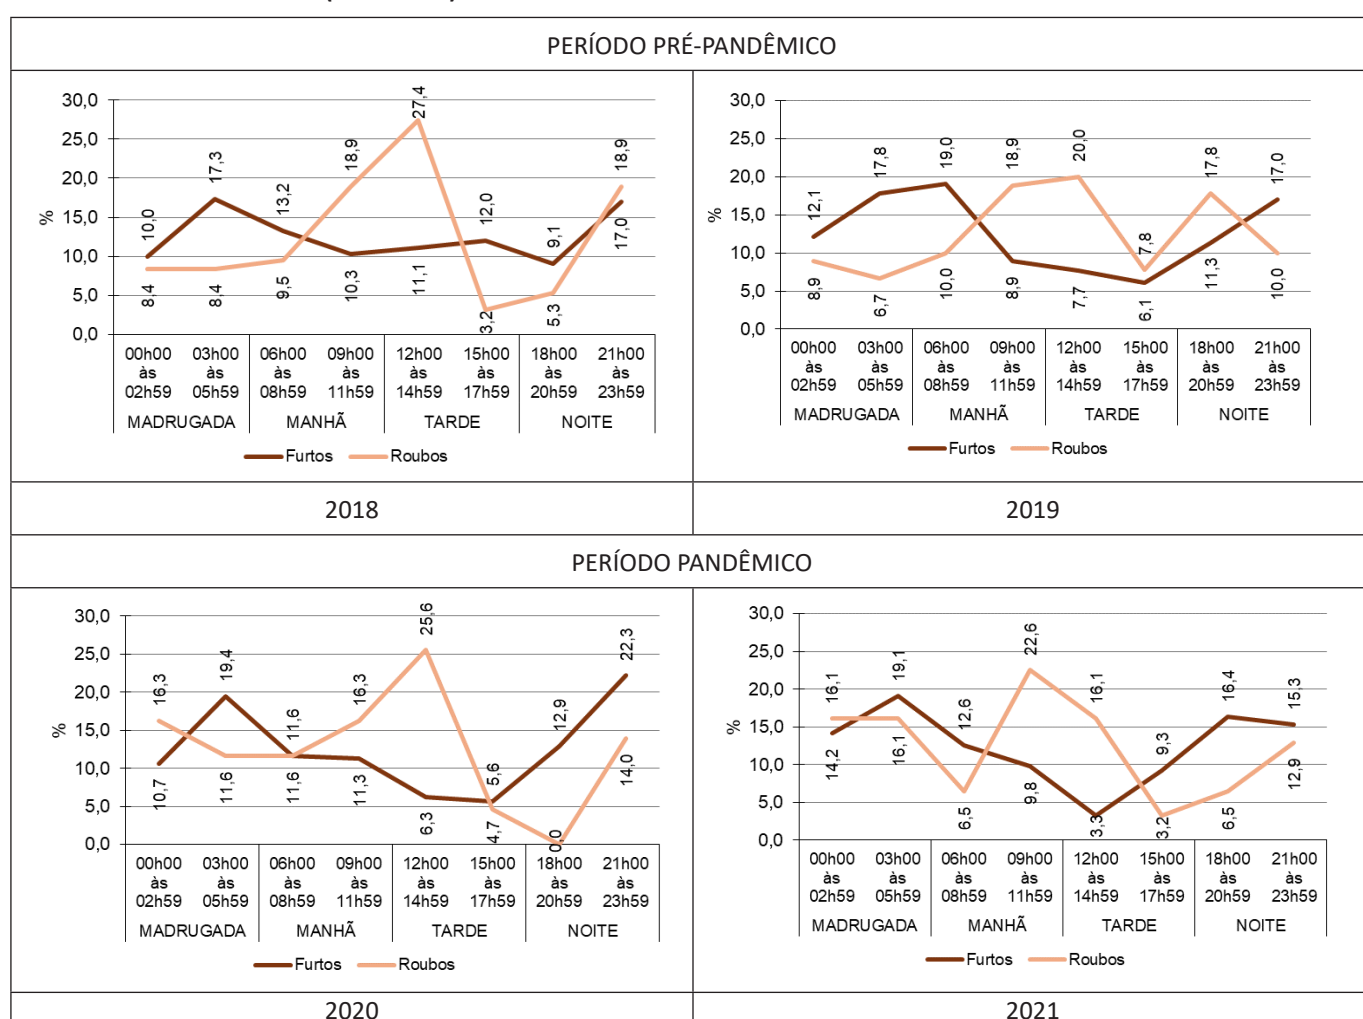 PERÍODO PRÉ-PANDÊMICO
30,0
25,0
20,0
15,0
10,0
5,0
0,0
%
10,0
17,3
13,2
10,3
11,1
12,0
9,1
17,0
8,4
8,4
9,5
18,9
27,4
3,2
5,3
18,9
00h00 às 02h59
03h00 às 05h59
06h00 às 08h59
09h00 às 11h59
12h00 às 14h59
15h00 às 17h59
18h00 às 20h59
21h00 às 23h59
MADRUGADA MANHÃ TARDE NOITE
Furtos Roubos
30,0
25,0
20,0
15,0
10,0
5,0
0,0
%
12,1
17,8
19,0
8,9
7,7
6,1
11,3
17,0
8,9
6,7
10,0
18,9
20,0
7,8
17,8
10,0
00h00 às 02h59
03h00 às 05h59
06h00 às 08h59
09h00 às 11h59
12h00 às 14h59
15h00 às 17h59
18h00 às 20h59
21h00 às 23h59
MADRUGADA MANHÃ TARDE NOITE
Furtos Roubos
2018 2019
PERÍODO PANDÊMICO
30,0
25,0
20,0
15,0
10,0
5,0
0,0
%
10,7
19,4
11,6
11,3
6,3
5,6
12,9
22,3
16,3
11,6
11,6
16,3
25,6
4,7
0,0
14,0
00h00 às 02h59
03h00 às 05h59
06h00 às 08h59
09h00 às 11h59
12h00 às 14h59
15h00 às 17h59
18h00 às 20h59
21h00 às 23h59
MADRUGADA MANHÃ TARDE NOITE
Furtos Roubos
30,0
25,0
20,0
15,0
10,0
5,0
0,0
%
14,2
19,1
12,6
9,8
3,3
9,3
16,4
15,3
16,1
16,1
6,5
22,6
16,1
3,2
6,5
12,9
00h00 às 02h59
03h00 às 05h59
06h00 às 08h59
09h00 às 11h59
12h00 às 14h59
15h00 às 17h59
18h00 às 20h59
21h00 às 23h59
MADRUGADA MANHÃ TARDE NOITE
Furtos Roubos
2020 2021